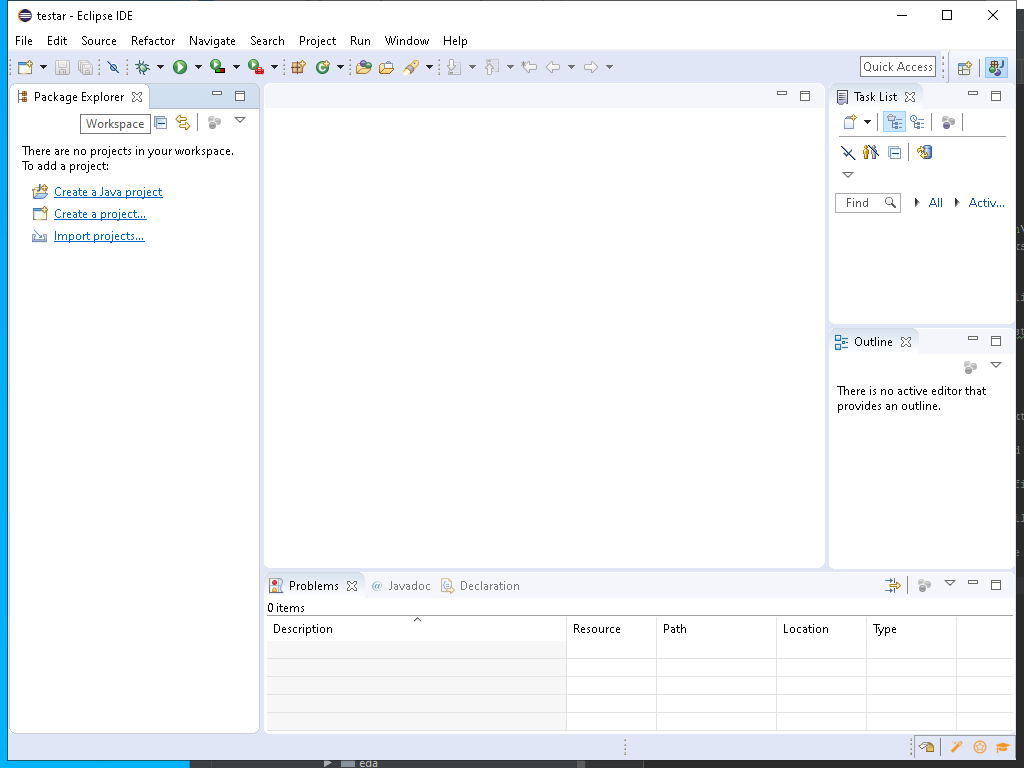 testar - Eclipse IDE
File Edit Source Refactor Navigate Search Project Run Window Help
Quick Access
Package Explorer
Workspace
There are no projects in your workspace.
To add a project:
Create a Java project
Create a project...
Import projects...
Task List
Find
All
Activ...
Outline
There is no active editor that
provides an outline.
Problems
@ Javadoc
Declaration
0 items
Description Resource Path Location Type
eda